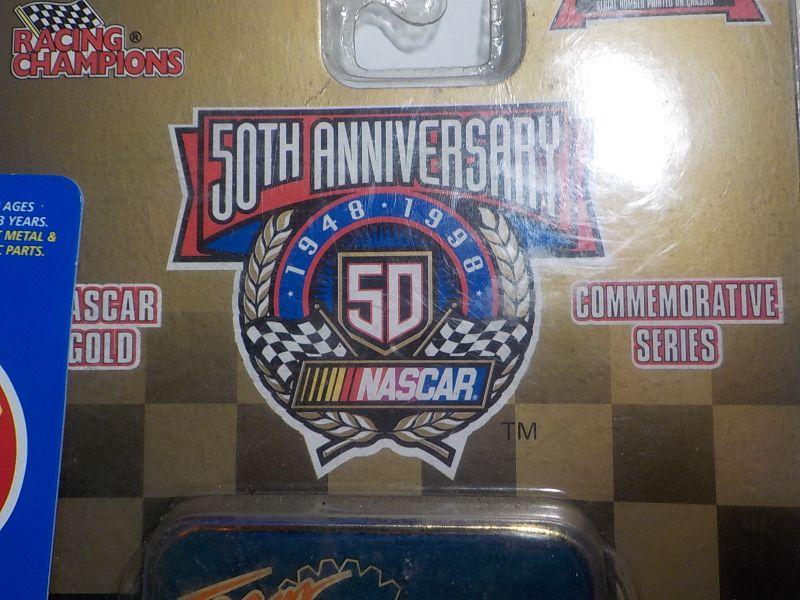 RACING®
CHAMPIONS
SERIAL NUMBER PRINTED ON CHASSIS
50TH ANNIVERSARY
1948 · 1998
50
NASCAR®
TM
AGES
3 YEARS.
METAL &
PARTS.
ASCAR
GOLD
COMMEMORATIVE
SERIES